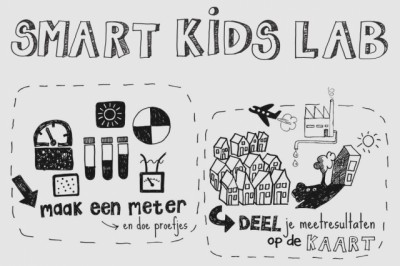 SMART KIDS LAB
maak een meter
en doe proefjes
DEEL je meetresultaten
op de KAART